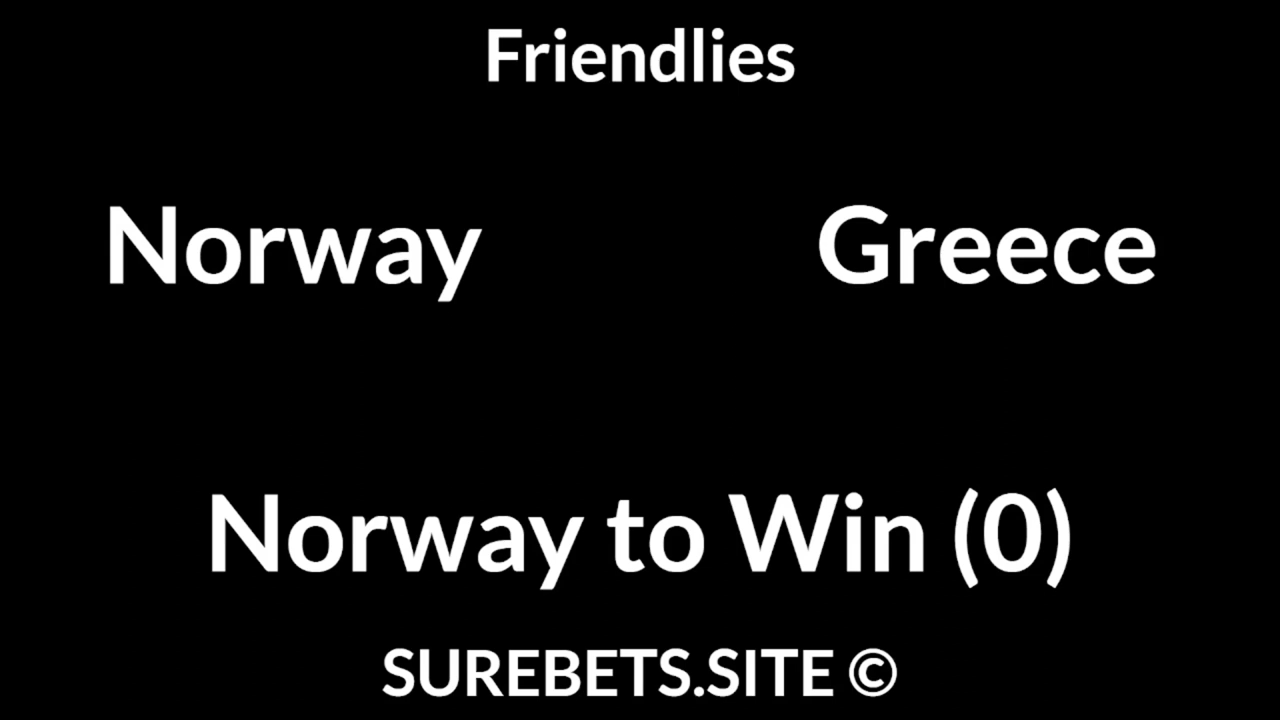 Friendlies
Norway Greece
Norway to Win (0)
SUREBETS.SITE ©